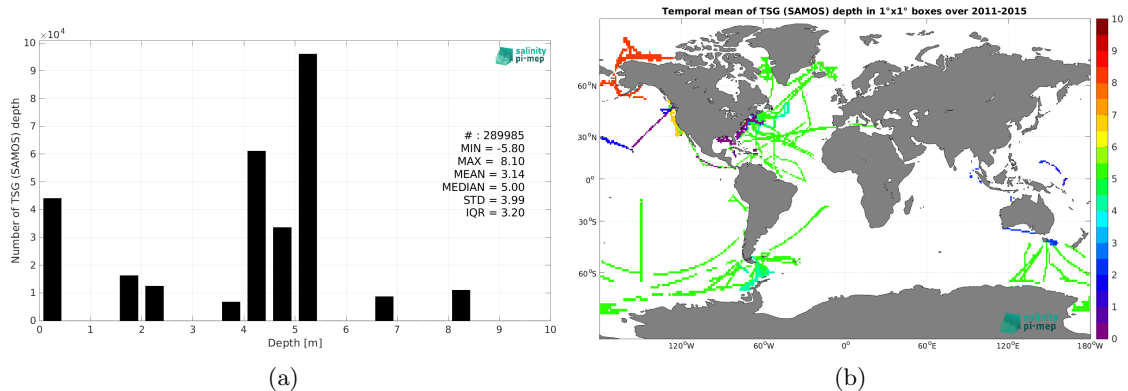 ×10⁴
10
9
8
7
6
5
4
3
2
1
0
Number of TSG (SAMOS) depth
salinity
pi-mep
# : 289985
MIN = -5.80
MAX = 8.10
MEAN = 3.14
MEDIAN = 5.00
STD = 3.99
IQR = 3.20
0 1 2 3 4 5 6 7 8 9 10
Depth [m]
(a)
Temporal mean of TSG (SAMOS) depth in 1°x1° boxes over 2011-2015
60°N
30°N
0°
30°S
60°S
120°W 60°W 0° 60°E 120°E 180°W
salinity
pi-mep
10
9
8
7
6
5
4
3
2
1
0
(b)